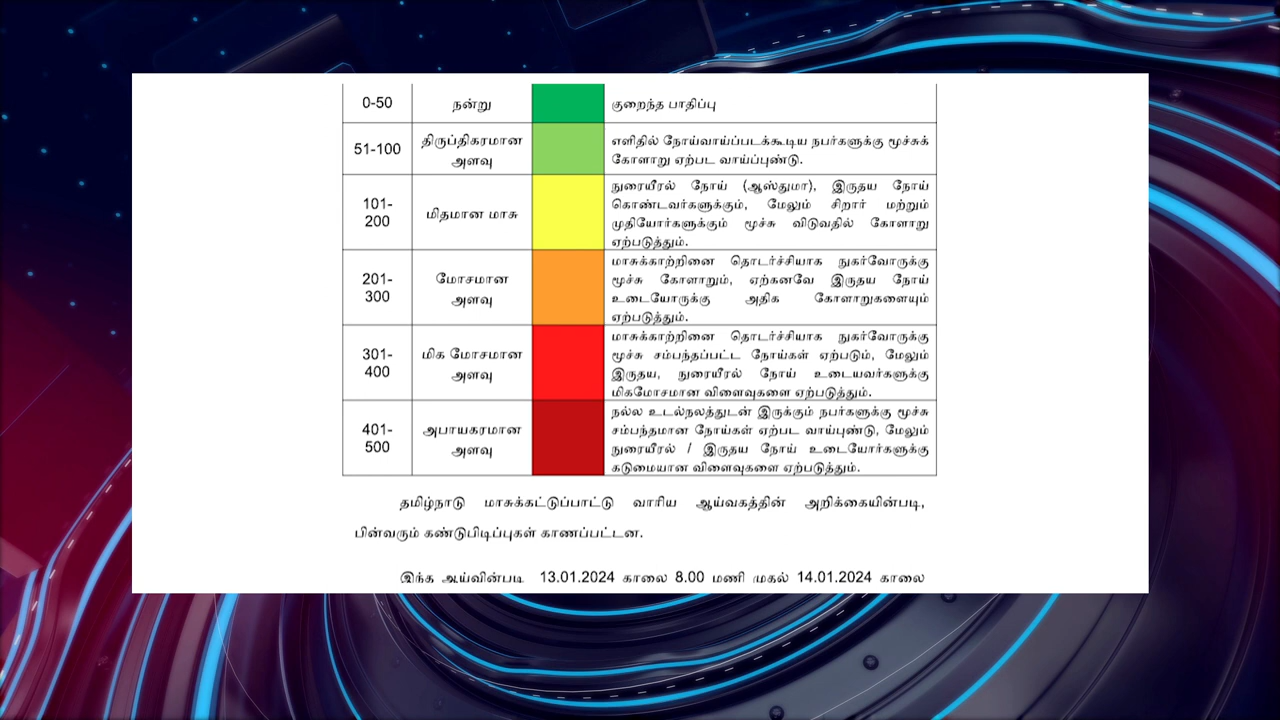 0-50 நன்று குறைந்த பாதிப்பு
51-100 திருப்திகரமான அளவு எளிதில் நோய்வாய்ப்படக்கூடிய நபர்களுக்கு மூச்சுக்
கோளாறு ஏற்பட வாய்ப்புண்டு.
101-
200
மிதமான மாசு
நுரையீரல் நோய் (ஆஸ்துமா), இருதய நோய்
கொண்டவர்களுக்கும், மேலும் சிறார் மற்றும்
முதியோர்களுக்கும் மூச்சு விடுவதில் கோளாறு
ஏற்படுத்தும்.
201-
300
மோசமான
அளவு
மாசுக்காற்றினை தொடர்ச்சியாக நுகர்வோருக்கு
மூச்சு கோளாறும், ஏற்கனவே இருதய நோய்
உடையோருக்கு அதிக கோளாறுகளையும்
ஏற்படுத்தும்.
301-
400
மிக மோசமான
அளவு
மாசுக்காற்றினை தொடர்ச்சியாக நுகர்வோருக்கு
மூச்சு சம்பந்தப்பட்ட நோய்கள் ஏற்படும், மேலும்
இருதய, நுரையீரல் நோய் உடையவர்களுக்கு
மிகமோசமான விளைவுகளை ஏற்படுத்தும்.
401-
500
அபாயகரமான
அளவு
நல்ல உடல்நலத்துடன் இருக்கும் நபர்களுக்கு மூச்சு
சம்பந்தமான நோய்கள் ஏற்பட வாய்புண்டு, மேலும்
நுரையீரல் / இருதய நோய் உடையோர்களுக்கு
கடுமையான விளைவுகளை ஏற்படுத்தும்.
தமிழ்நாடு மாசுக்கட்டுப்பாட்டு வாரிய ஆய்வகத்தின் அறிக்கையின்படி,
பின்வரும் கண்டுபிடிப்புகள் காணப்பட்டன.
இந்த ஆய்வின்படி 13.01.2024 காலை 8.00 மணி முதல் 14.01.2024 காலை